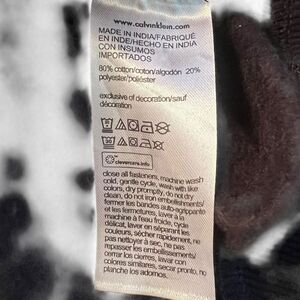 www.calvinklein.com
MADE IN INDIA/FABRIQUÉ
EN INDE/HECHO EN INDIA
CON INSUMOS
IMPORTADOS
80% cotton/coton/algodón 20%
polyester/poliéster
exclusive of decoration/sauf
décoration
clevercare.info
close all fasteners, machine wash
cold, gentle cycle, wash with like
colors, dry promptly, do not dry
clean, do not iron embellishments/
fermer les bandes auto-agrippantes
et les fermetures, laver à la
machine à l'eau froide, cycle
délicat, laver en séparant les
couleurs, sécher rapidement, ne
pas nettoyer à sec, ne pas
repasser les embellissements/
cerrar los cierres, lavar con
colores similares, secar pronto, no
planche los adornos.